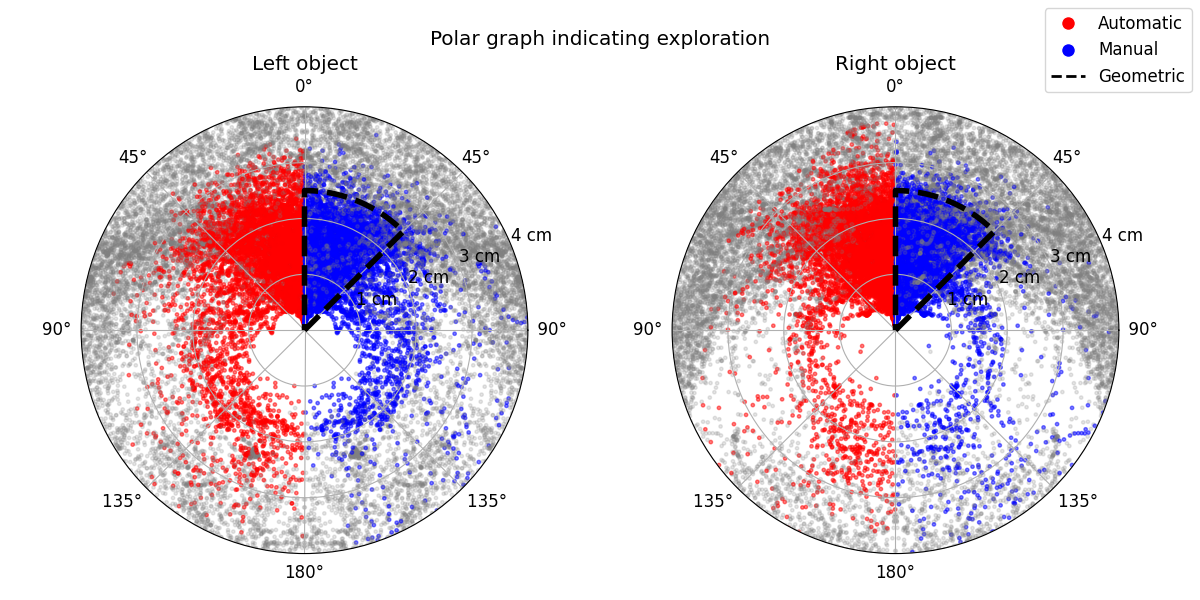 Polar graph indicating exploration
Automatic
Manual
Geometric
Left object
0°
45°
45°
90°
90°
135°
135°
180°
1 cm
2 cm
3 cm
4 cm
Right object
0°
45°
45°
90°
90°
135°
135°
180°
1 cm
2 cm
3 cm
4 cm